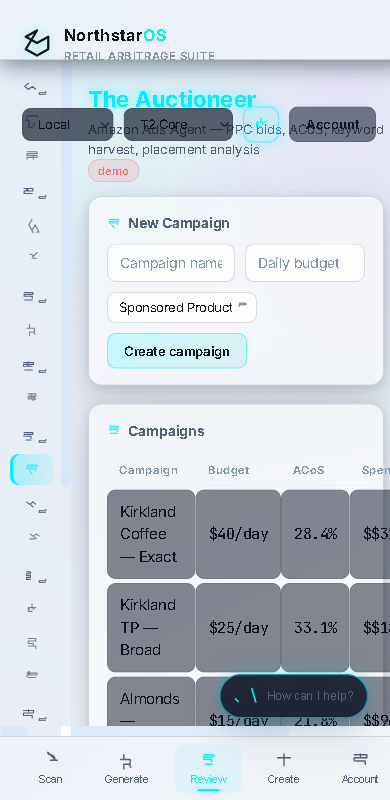 NorthstarOS
RETAIL ARBITRAGE SUITE
The Auctioneer
Local
T2 Core
Account
Amazon Ads Agent — PPC bids, ACoS, keyword
harvest, placement analysis
demo
New Campaign
Campaign name
Daily budget
Sponsored Product
Create campaign
Campaigns
Campaign Budget ACoS Spen
Kirkland
Coffee
— Exact
$40/day 28.4%
Kirkland
TP —
Broad
$25/day 33.1%
Almonds
—
$15/day 21.8%
How can I help?
Scan Generate Review Create Account